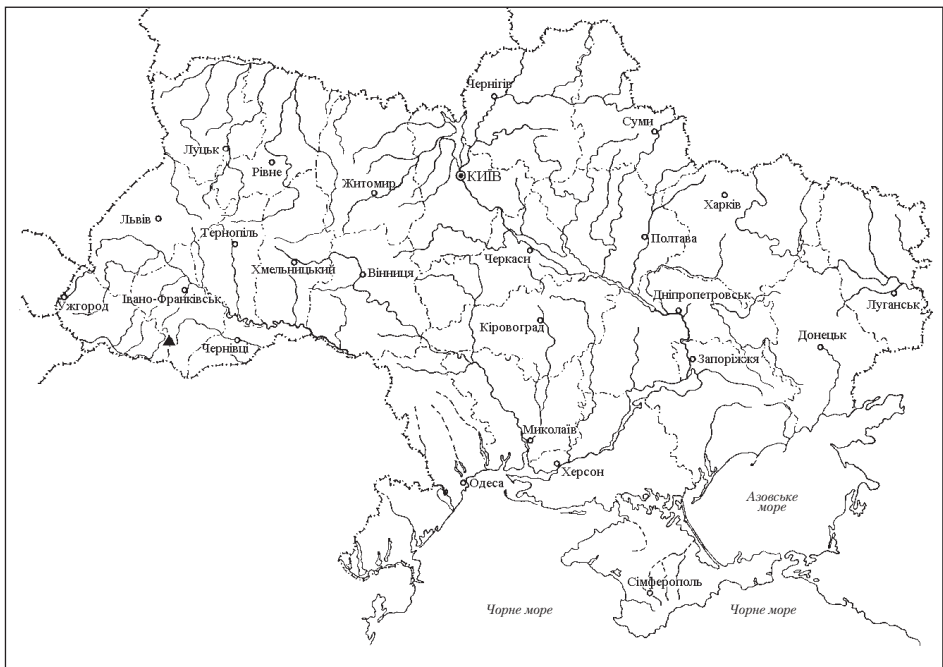 Чернігів
Суми
Луцьк
Рівне
КИЇВ
Житомир
Харків
Львів
Тернопіль
Полтава
Черкаси
Хмельницький
Вінниця
Ужгород
Івано-Франківськ
Дніпропетровськ
Луганськ
Кіровоград
Донецьк
Чернівці
Запоріжжя
Миколаїв
Херсон
Одеса
Азовське
море
Сімферополь
Чорне море
Чорне море